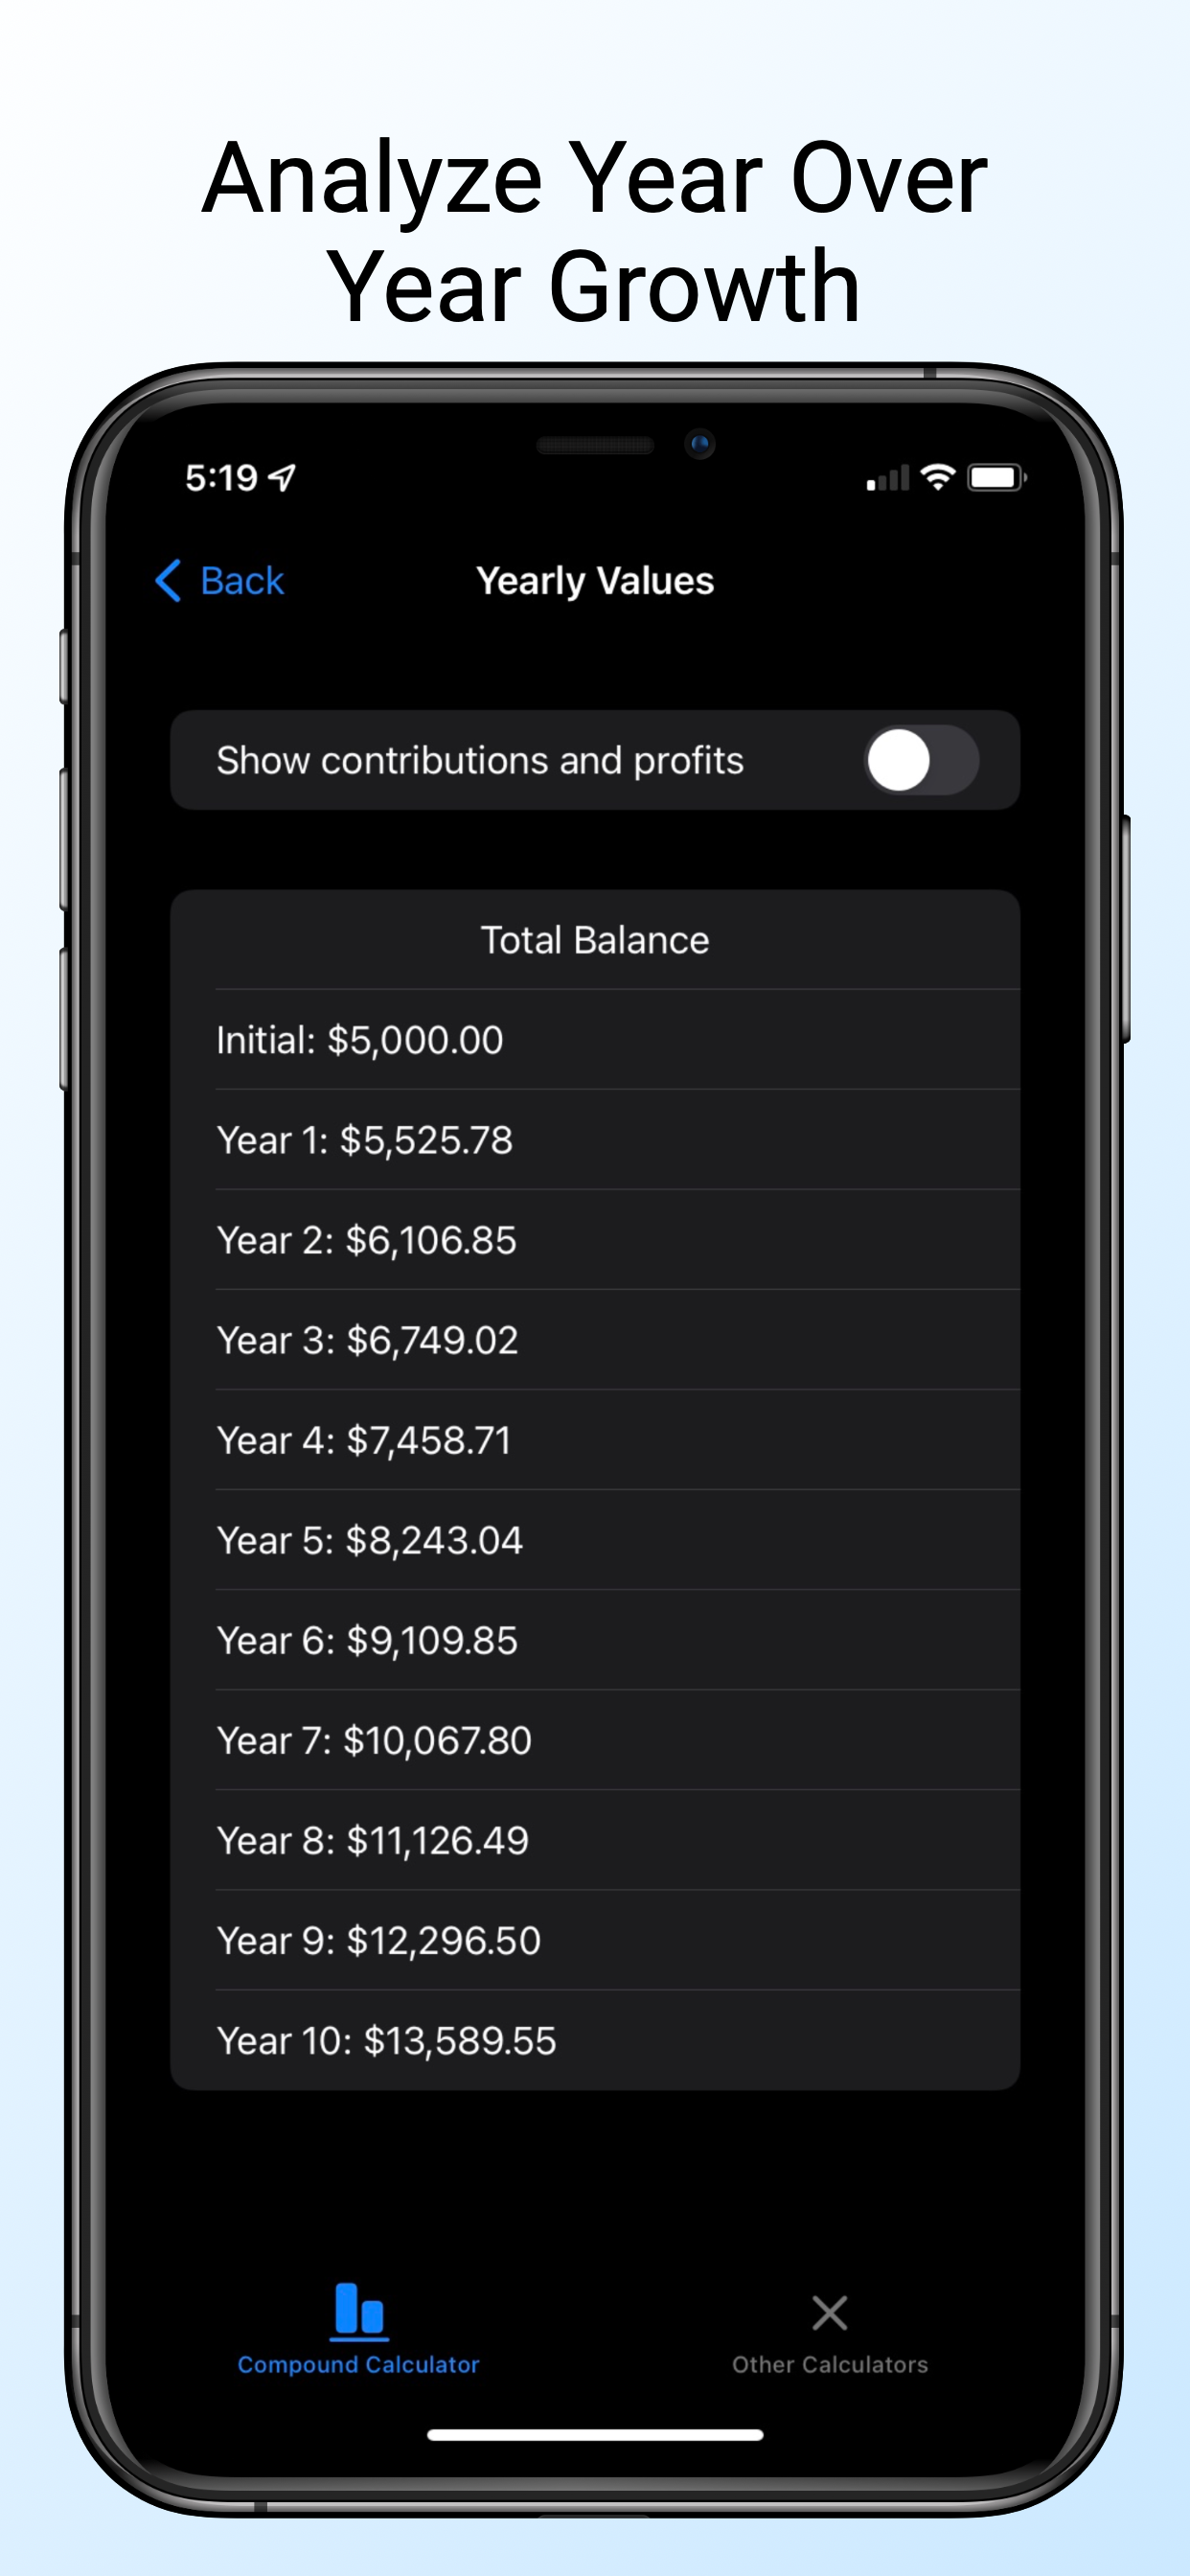 Analyze Year Over
Year Growth
5:19
Back
Yearly Values
Show contributions and profits
Total Balance
Initial: $5,000.00
Year 1: $5,525.78
Year 2: $6,106.85
Year 3: $6,749.02
Year 4: $7,458.71
Year 5: $8,243.04
Year 6: $9,109.85
Year 7: $10,067.80
Year 8: $11,126.49
Year 9: $12,296.50
Year 10: $13,589.55
Compound Calculator
Other Calculators